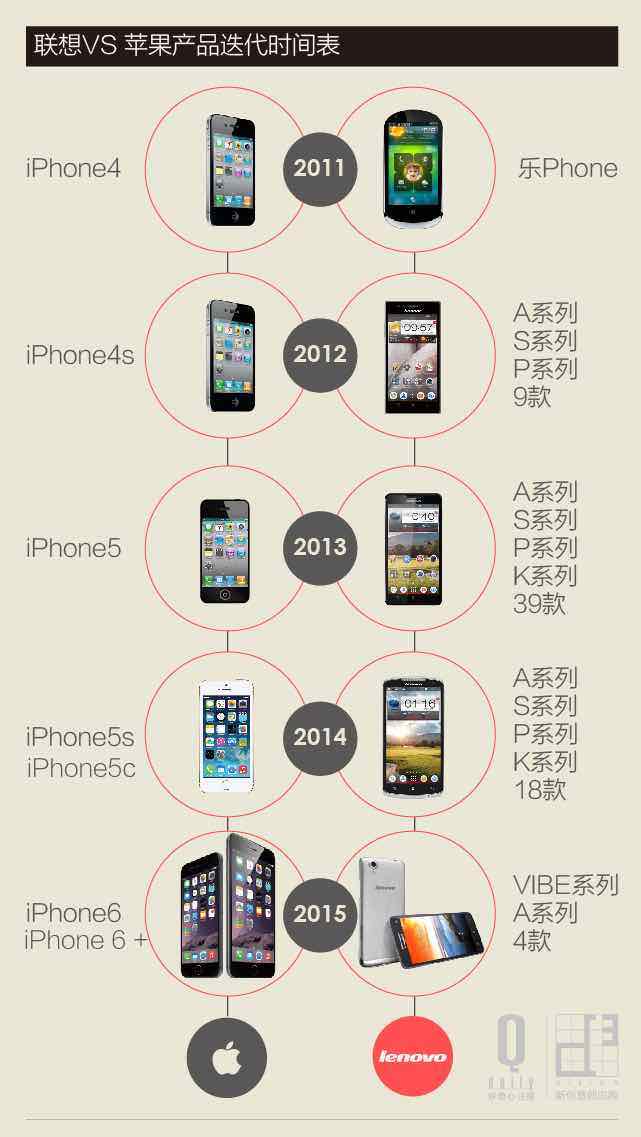 联想VS 苹果产品迭代时间表
iPhone4
2011
乐Phone
iPhone4s
2012
A系列
S系列
P系列
9款
iPhone5
2013
A系列
S系列
P系列
K系列
39款
iPhone5s
iPhone5c
2014
A系列
S系列
P系列
K系列
18款
iPhone6
iPhone 6 +
2015
VIBE系列
A系列
4款
lenovo
Q
daily